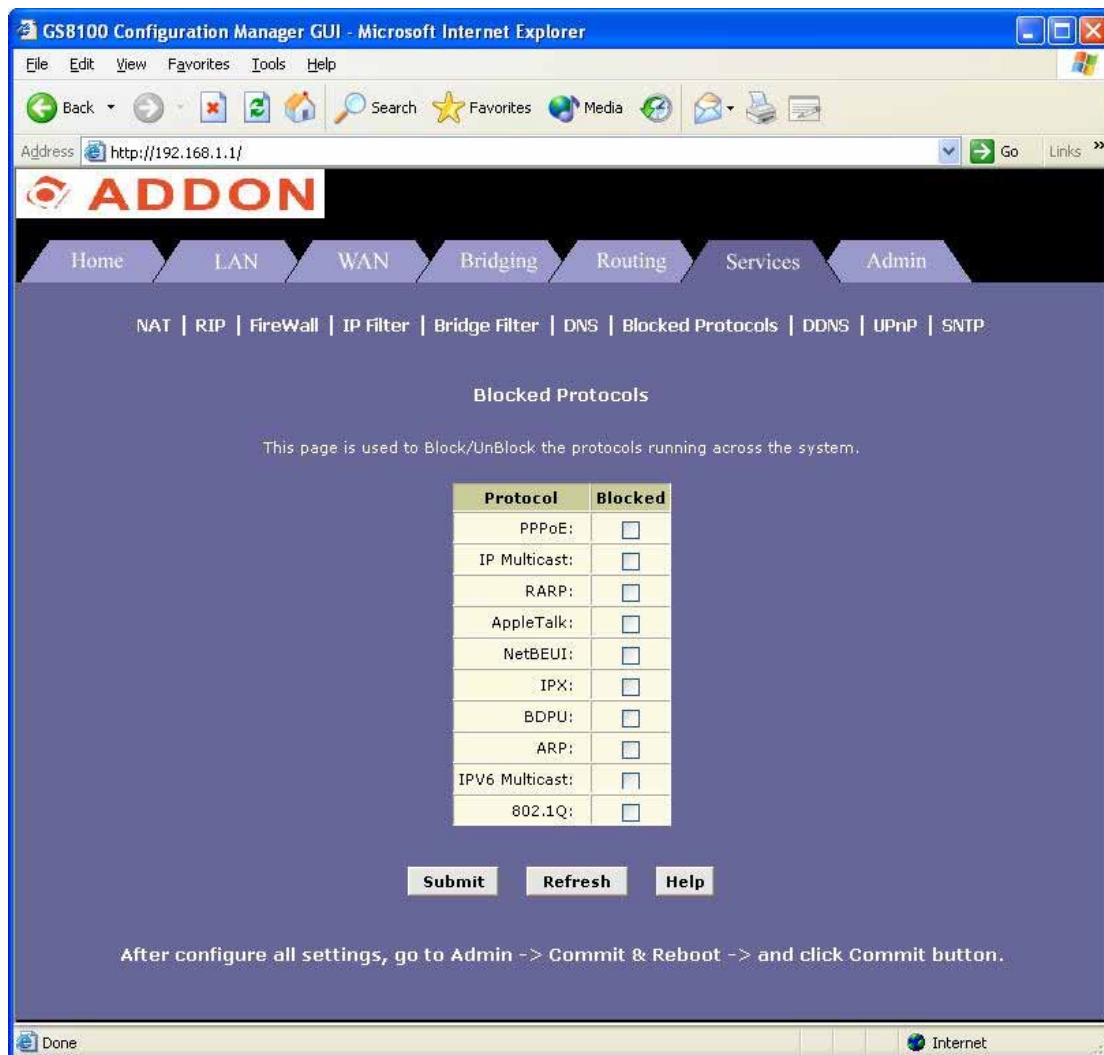 GS8100 Configuration Manager GUI - Microsoft Internet Explorer
File Edit View Favorites Tools Help
Back Search Favorites Media
Address http://192.168.1.1/ Go Links »
ADDON
Home LAN WAN Bridging Routing Services Admin
NAT | RIP | FireWall | IP Filter | Bridge Filter | DNS | Blocked Protocols | DDNS | UPnP | SNTP
Blocked Protocols
This page is used to Block/UnBlock the protocols running across the system.
Protocol Blocked
PPPoE:
IP Multicast:
RARP:
AppleTalk:
NetBEUI:
IPX:
BDPU:
ARP:
IPV6 Multicast:
802.1Q:
Submit Refresh Help
After configure all settings, go to Admin -> Commit & Reboot -> and click Commit button.
Done Internet